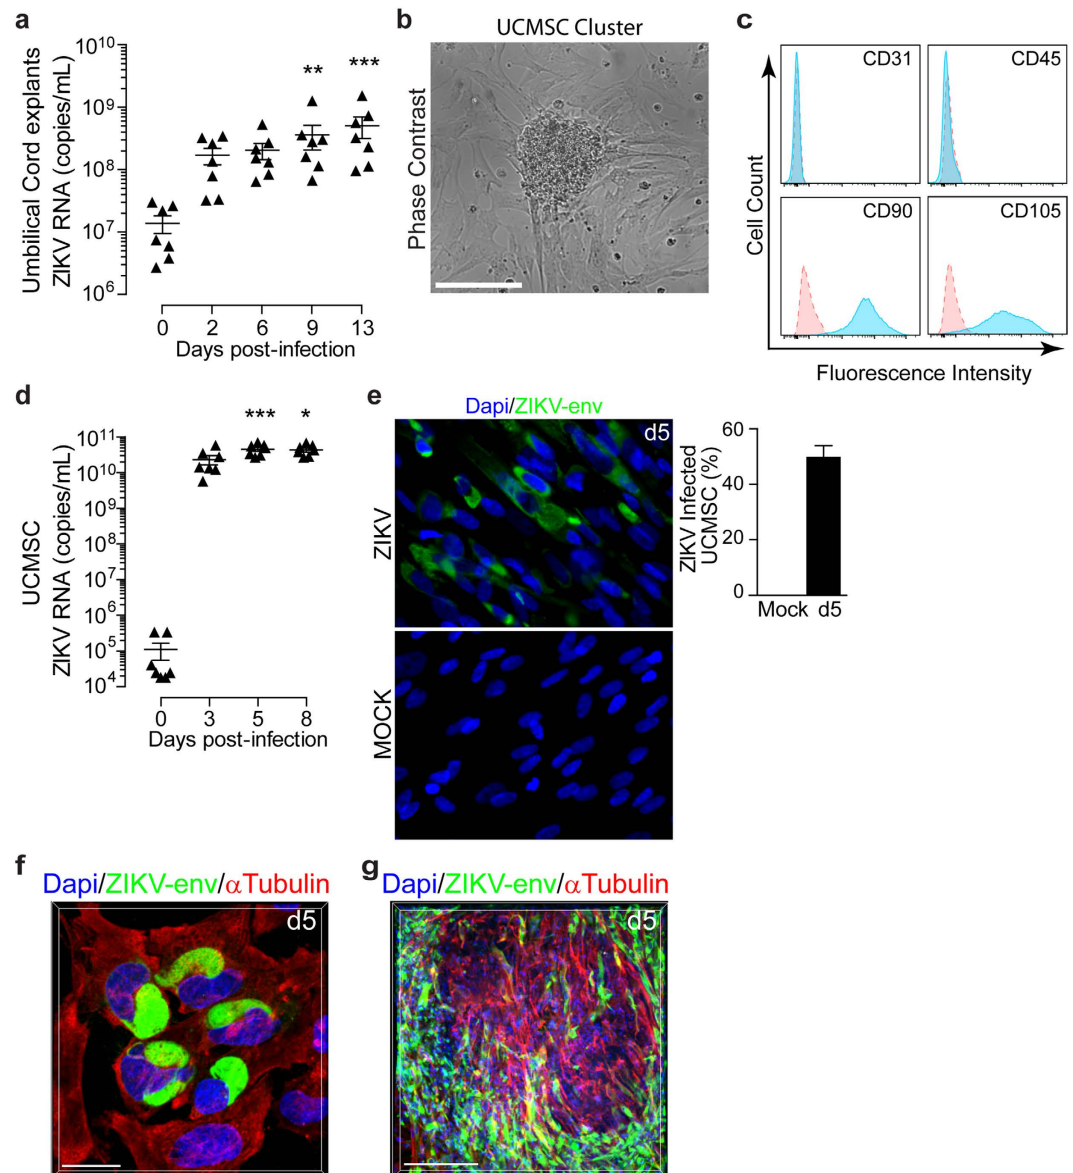 a
Umbilical Cord explants
ZIKV RNA (copies/mL)
10¹⁰
10⁹
10⁸
10⁷
10⁶
** ***
0 2 6 9 13
Days post-infection
b
UCMSC Cluster
Phase Contrast
c
CD31 CD45
CD90 CD105
Cell Count
Fluorescence Intensity
d
UCMSC
ZIKV RNA (copies/mL)
10¹¹
10¹⁰
10⁹
10⁸
10⁷
10⁶
10⁵
10⁴
*** *
0 3 5 8
Days post-infection
e
Dapi/ZIKV-env
d5
ZIKV
MOCK
ZIKV Infected
UCMSC (%)
60
40
20
0
Mock d5
f
Dapi/ZIKV-env/αTubulin
d5
g
Dapi/ZIKV-env/αTubulin
d5